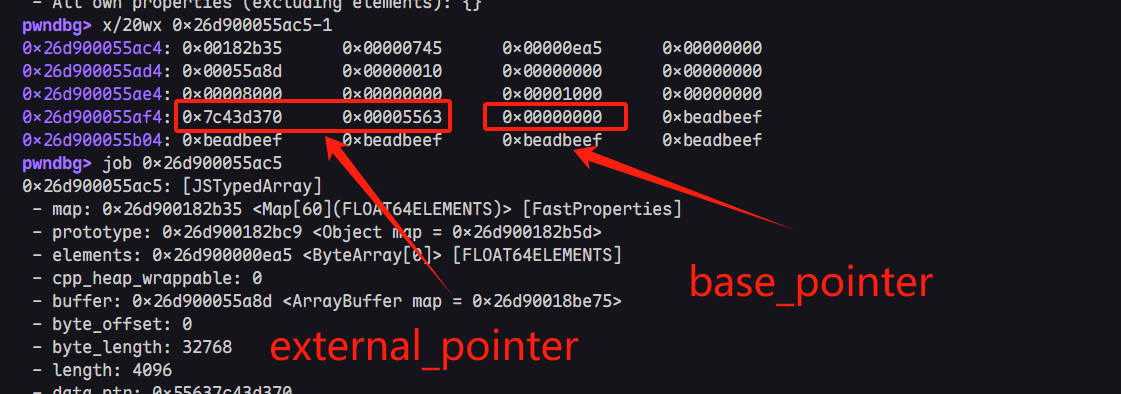 - All own properties (excluding elements): {}
pwndbg> x/20wx 0x26d900055ac5-1
0x26d900055ac4: 0x00182b35 0x00000745 0x00000ea5 0x00000000
0x26d900055ad4: 0x00055a8d 0x00000010 0x00000000 0x00000000
0x26d900055ae4: 0x00008000 0x00000000 0x00001000 0x00000000
0x26d900055af4: 0x7c43d370 0x00005563 0x00000000 0xbeadbeef
0x26d900055b04: 0xbeadbeef 0xbeadbeef 0xbeadbeef 0xbeadbeef
pwndbg> job 0x26d900055ac5
0x26d900055ac5: [JSTypedArray]
- map: 0x26d900182b35 <Map[60](FLOAT64ELEMENTS)> [FastProperties]
- prototype: 0x26d900182bc9 <Object map = 0x26d900182b5d>
- elements: 0x26d900000ea5 <ByteArray[0]> [FLOAT64ELEMENTS]
- cpp_heap_wrappable: 0
- buffer: 0x26d900055a8d <ArrayBuffer map = 0x26d90018be75>
- byte_offset: 0
- byte_length: 32768
- length: 4096
- data_ptr: 0x55637c43d370
base_pointer
external_pointer